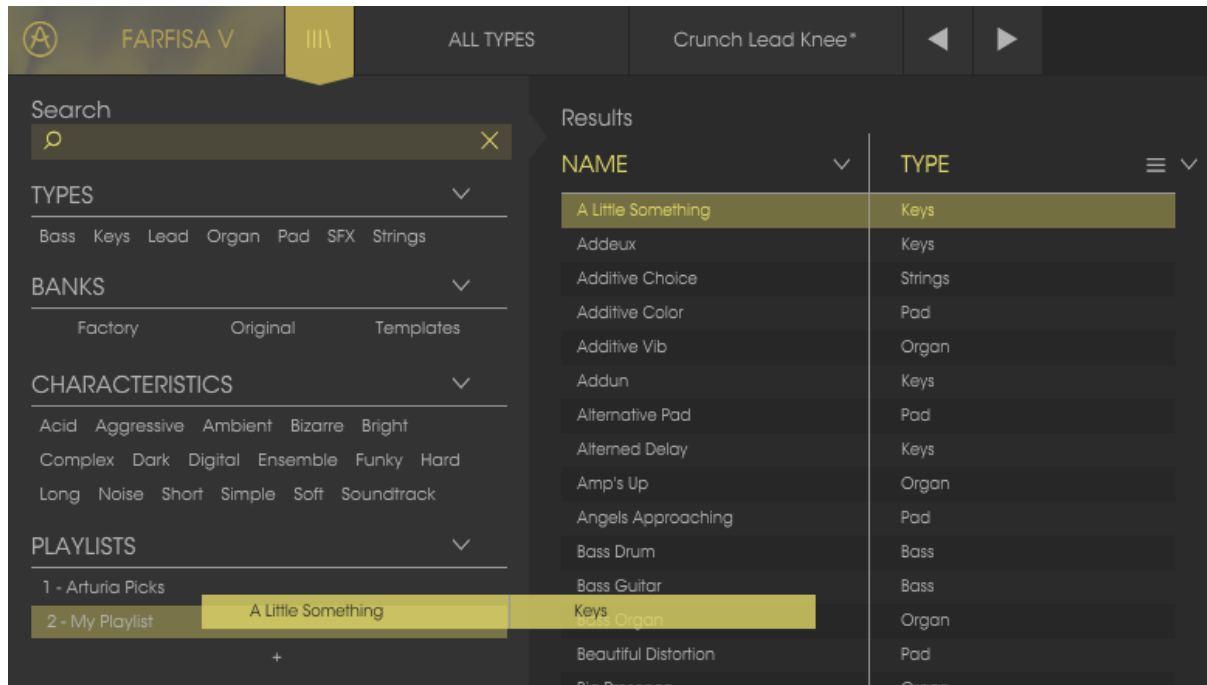 FARFISA V ALL TYPES Crunch Lead Knee*
Search
TYPES
Bass Keys Lead Organ Pad SFX Strings
BANKS
Factory Original Templates
CHARACTERISTICS
Acid Aggressive Ambient Bizarre Bright
Complex Dark Digital Ensemble Funky Hard
Long Noise Short Simple Soft Soundtrack
PLAYLISTS
1 - Arturia Picks
2 - My Playlist
+
A Little Something Keys
Results
NAME TYPE
A Little Something Keys
Addeux Keys
Additive Choice Strings
Additive Color Pad
Additive Vib Organ
Addun Keys
Alternative Pad Pad
Alterned Delay Keys
Amp's Up Organ
Angels Approaching Pad
Bass Drum Bass
Bass Guitar Bass
Bass Organ Organ
Beautiful Distortion Pad